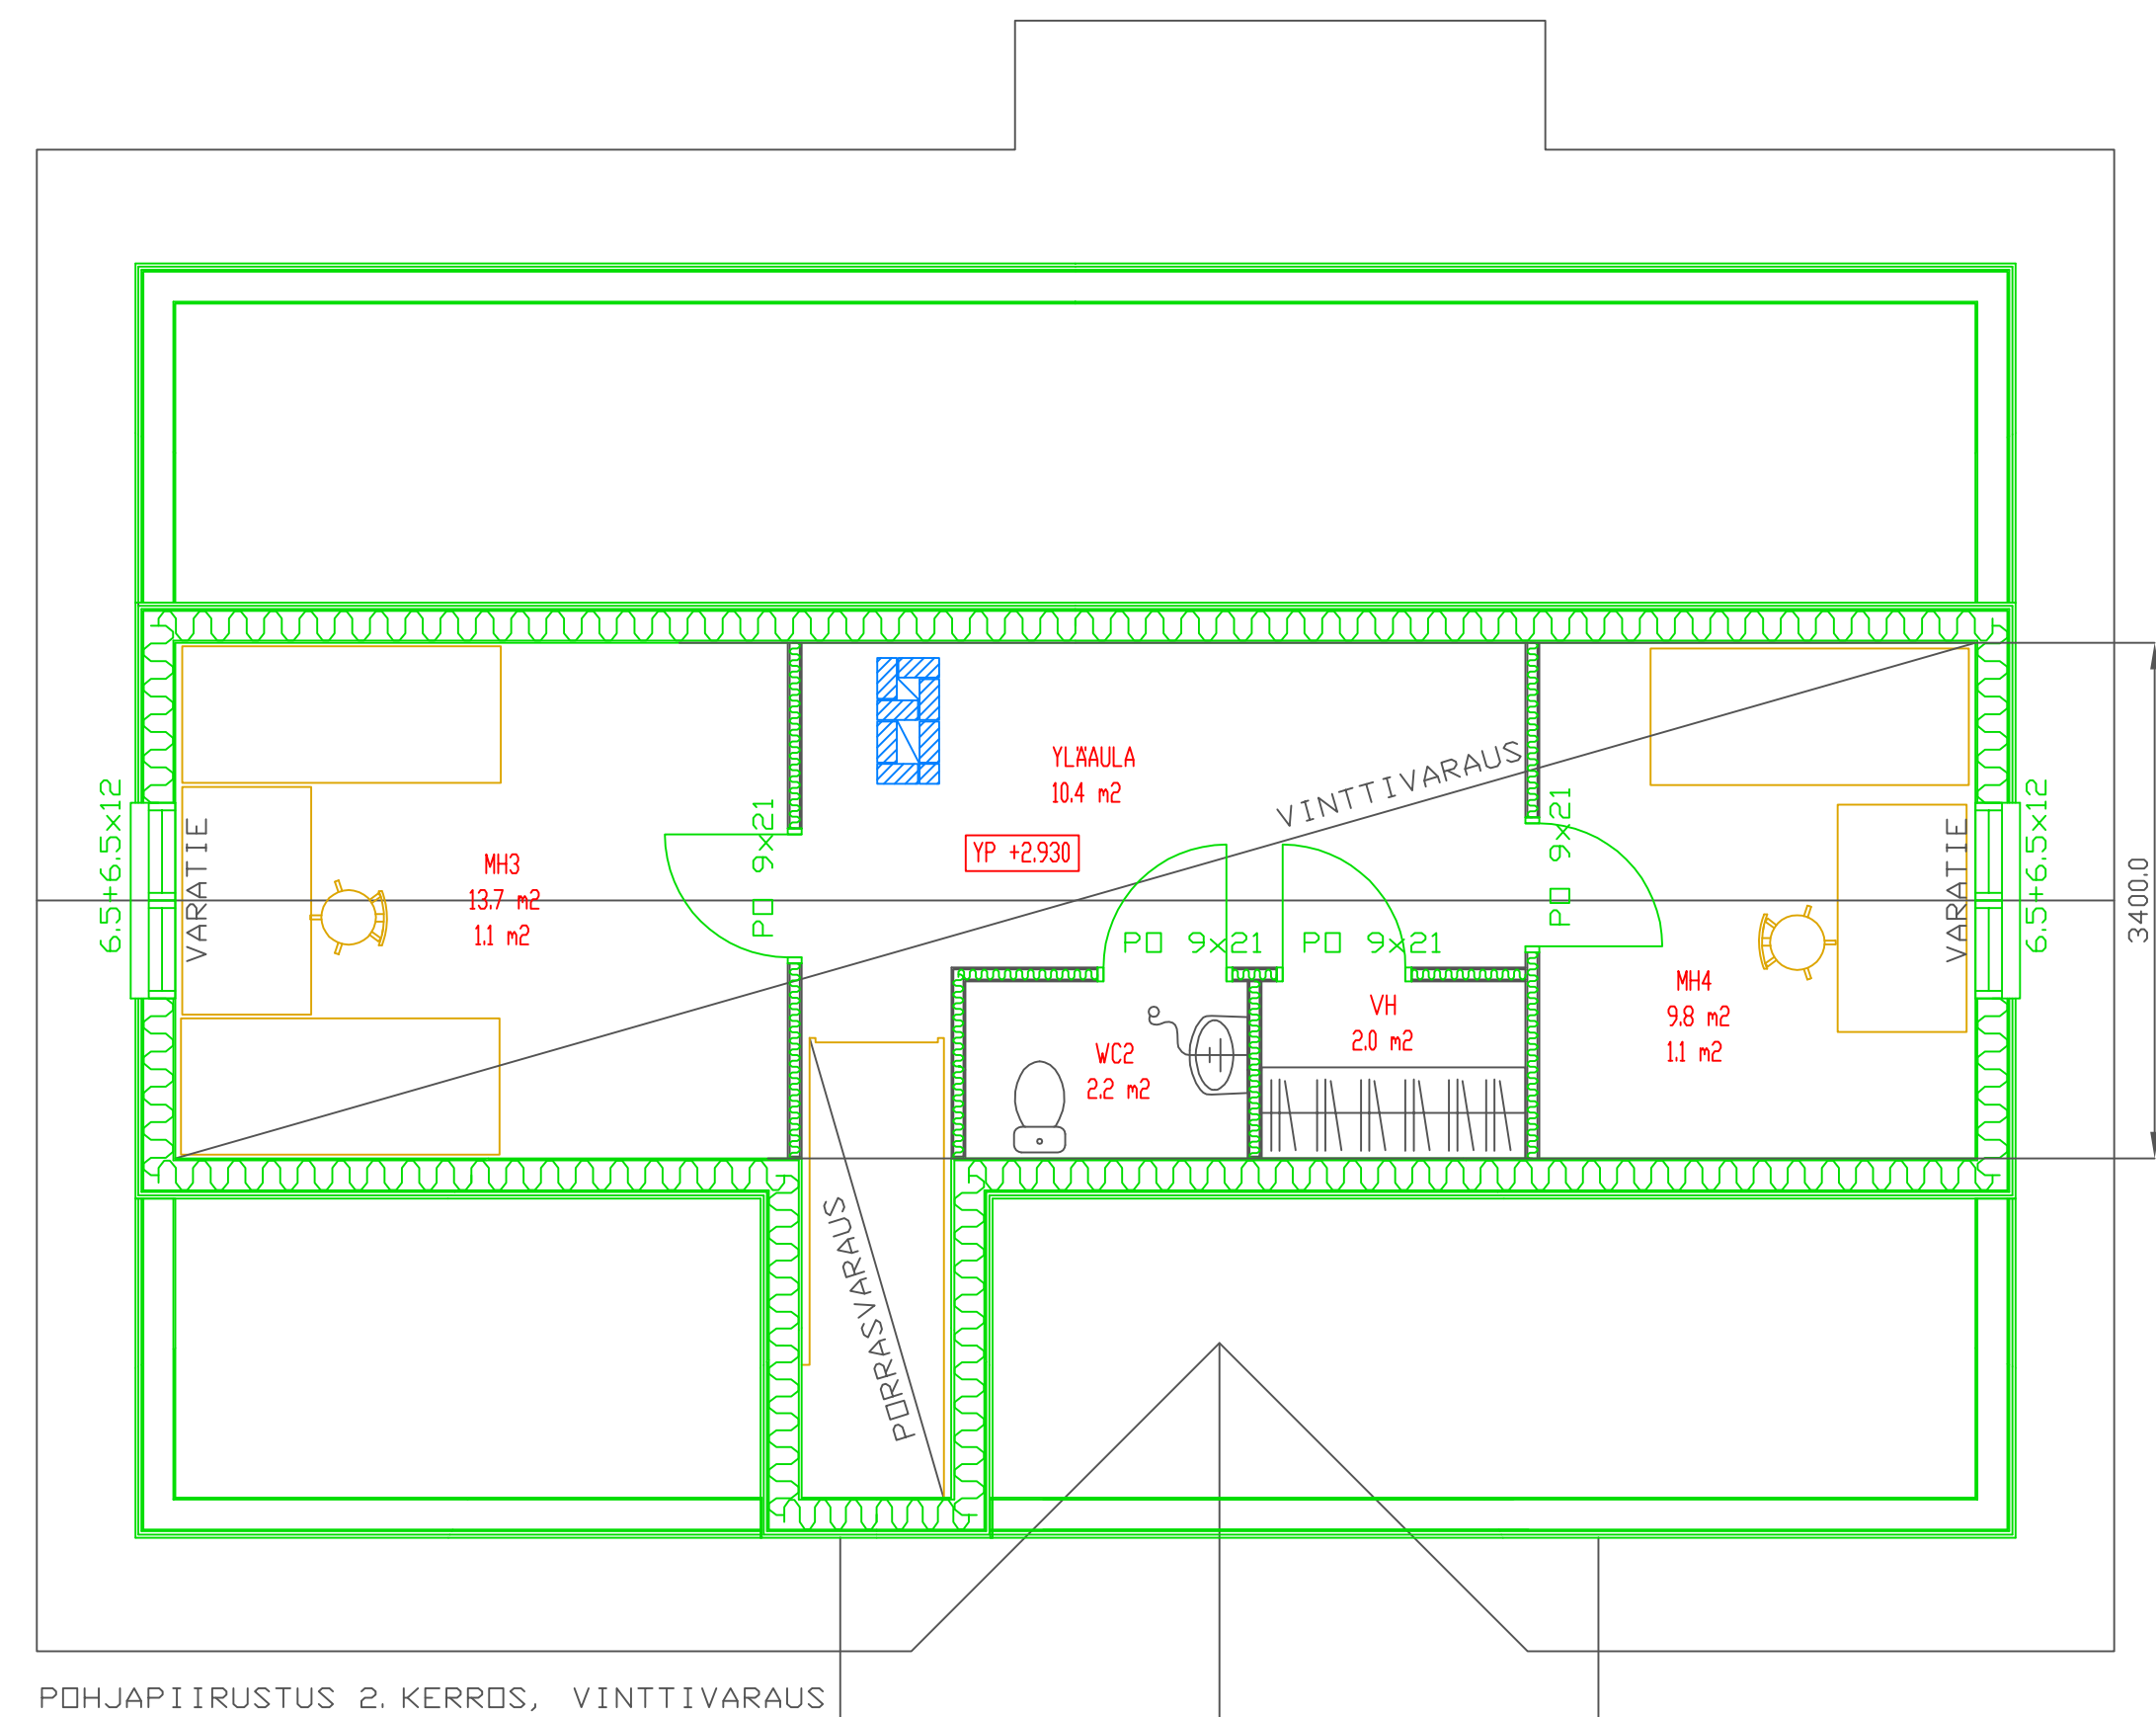 YLÄAULA
10.4 m2
VINTTIVARAUS
6.5+6.5x12
VARATIE
MH3
13.7 m2
1.1 m2
PO 9x21
YP +2.930
PO 9x21
PO 9x21
PO 9x21
VARATIE
6.5+6.5x12
3400.0
WC2
2.2 m2
VH
2.0 m2
MH4
9.8 m2
1.1 m2
PORRASVARAUS
POHJAPIIRUSTUS 2. KERROS, VINTTIVARAUS